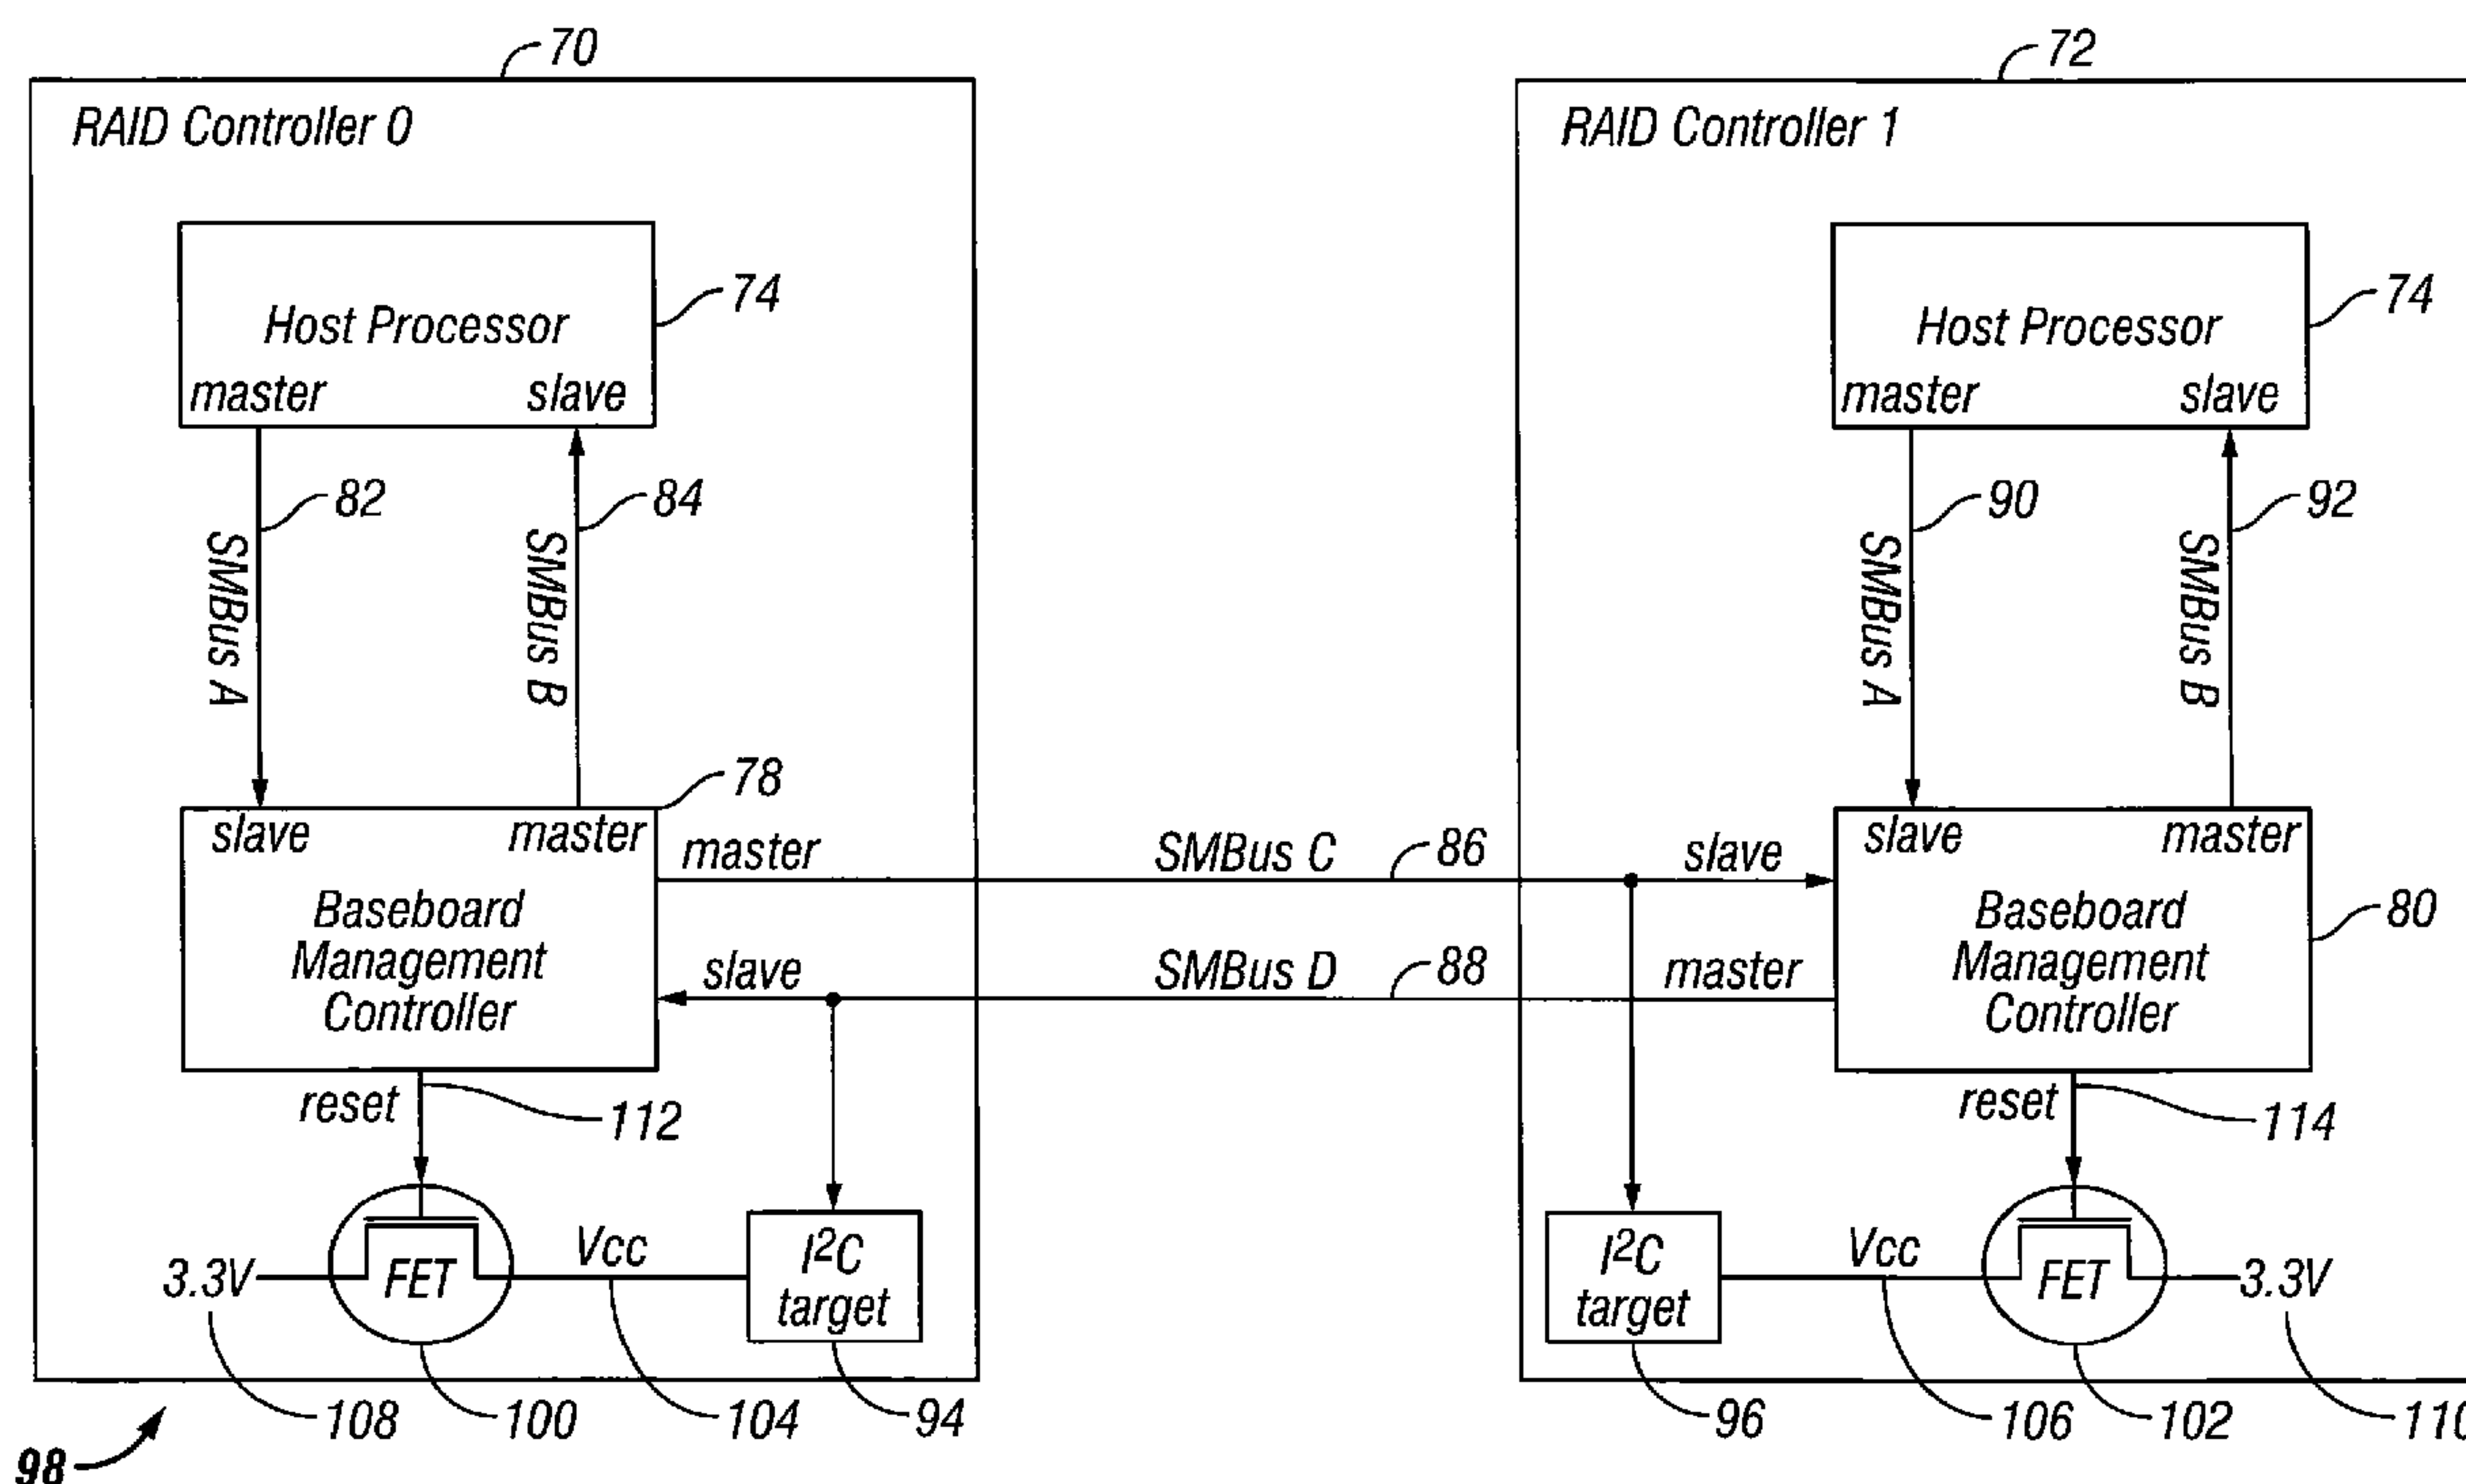 70
72
RAID Controller 0
RAID Controller 1
Host Processor
74
master
slave
Host Processor
74
master
slave
82
84
90
92
SMBus A
SMBus B
SMBus A
SMBus B
78
slave
master
Baseboard
Management
Controller
master
SMBus C
86
slave
slave
SMBus D
88
master
slave
master
Baseboard
Management
Controller
80
reset
112
reset
114
3.3V
FET
Vcc
I²C
target
I²C
target
Vcc
FET
3.3V
108
100
104
94
96
106
102
110
98